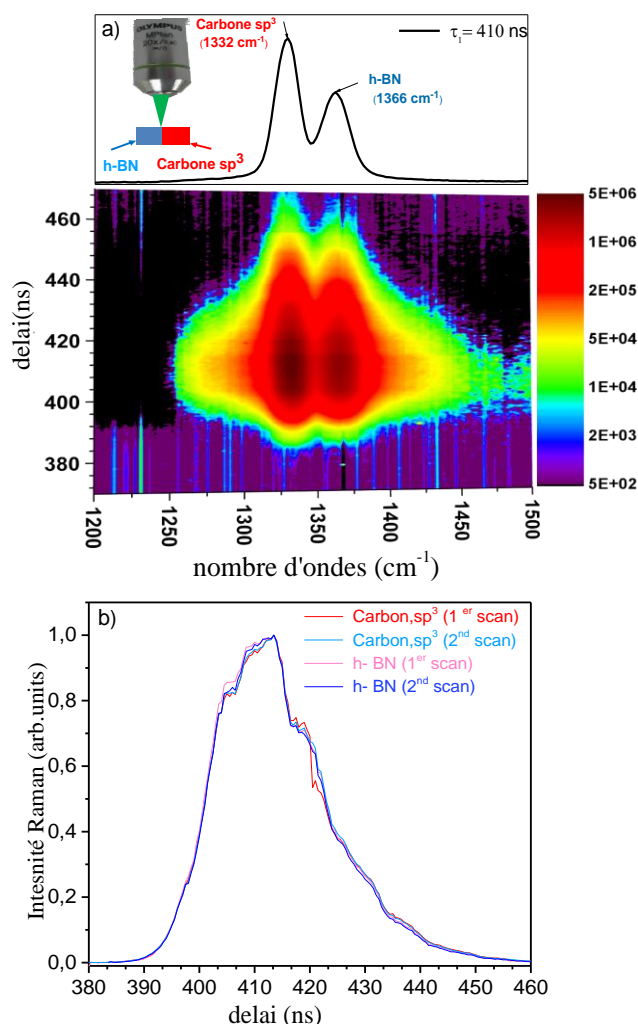 a)
OLYMPUS
MPlan
Carbone sp³
(1332 cm⁻¹)
τ₁= 410 ns
h-BN
(1366 cm⁻¹)
h-BN
Carbone sp³
460
440
420
400
380
delai(ns)
5E+06
1E+06
2E+05
5E+04
1E+04
2E+03
5E+02
1200
1250
1300
1350
1400
1450
1500
nombre d'ondes (cm⁻¹)
b)
Carbon,sp³ (1 ᵉʳ scan)
Carbon,sp³ (2ⁿᵈ scan)
h- BN (1ᵉʳ scan)
h- BN (2ⁿᵈ scan)
Intesnité Raman (arb.units)
1,0
0,8
0,6
0,4
0,2
0,0
380
390
400
410
420
430
440
450
460
delai (ns)